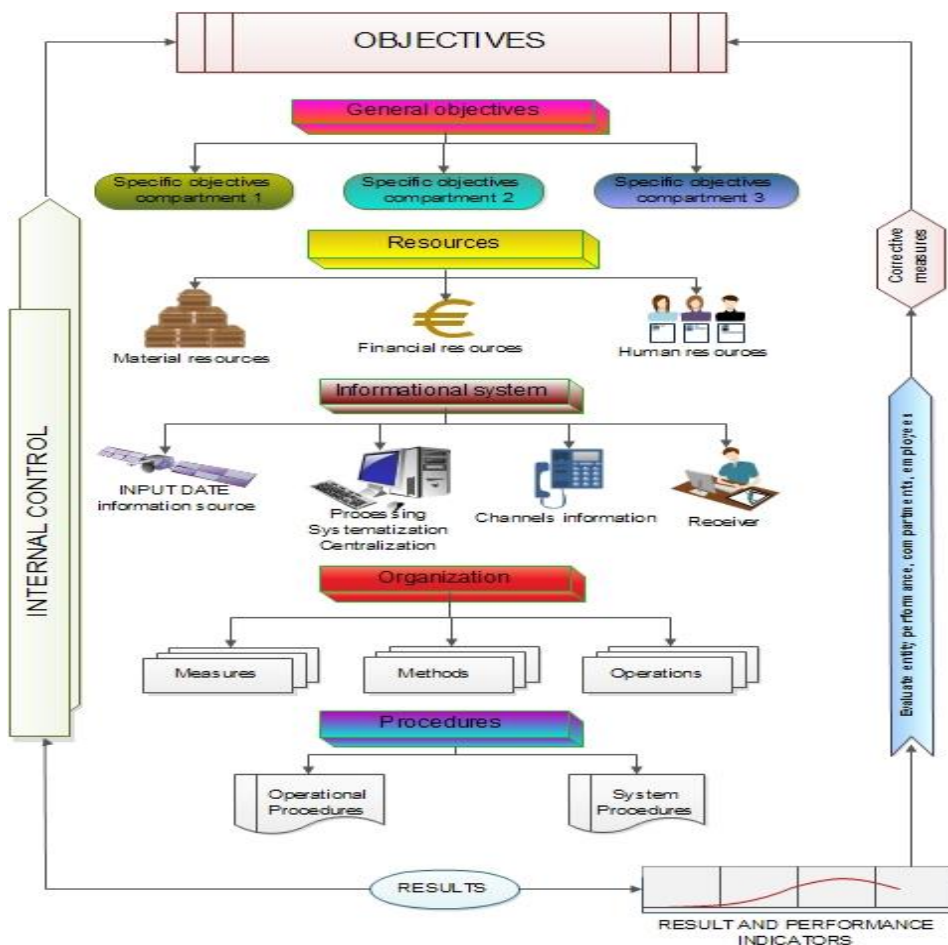 OBJECTIVES
General objectives
Specific objectives
compartment 1
Specific objectives
compartment 2
Specific objectives
compartment 3
Resources
Material resources
Financial resouroes
Human resouroes
Informational system
INPUT DATE
information source
Processing
Systematization
Centralization
Channels information
Receiver
Organization
Measures
Methods
Operations
Procedures
Operational
Procedures
System
Procedures
RESULTS
RESULT AND PERFORMANCE
INDICATORS
INTERNAL CONTROL
Corrective
measures
Evaluate entity performance, compartments, employees